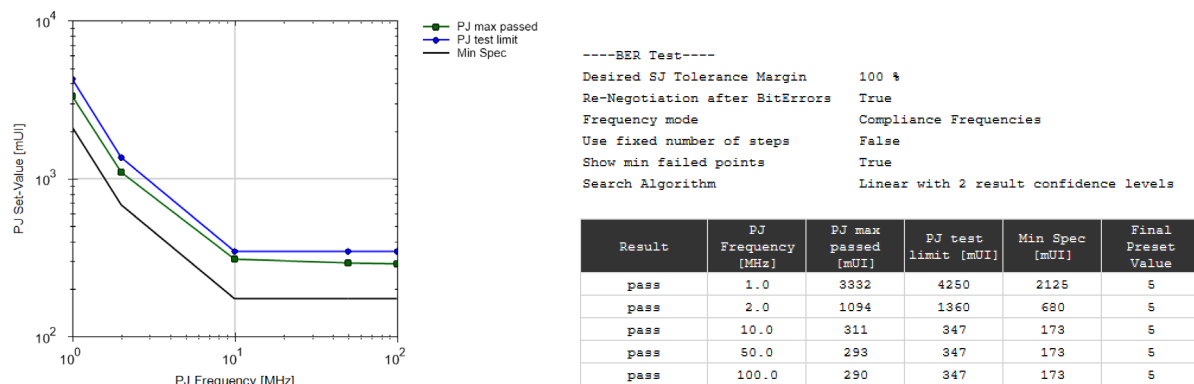 10^4
10^3
10^2
PJ Set-Value [mUI]
10^0 10^1 10^2
PJ Frequency [MHz]
PJ max passed
PJ test limit
Min Spec
----BER Test----
Desired SJ Tolerance Margin 100 %
Re-Negotiation after BitErrors True
Frequency mode Compliance Frequencies
Use fixed number of steps False
Show min failed points True
Search Algorithm Linear with 2 result confidence levels
Result PJ Frequency [MHz] PJ max passed [mUI] PJ test limit [mUI] Min Spec [mUI] Final Preset Value
pass 1.0 3332 4250 2125 5
pass 2.0 1094 1360 680 5
pass 10.0 311 347 173 5
pass 50.0 293 347 173 5
pass 100.0 290 347 173 5